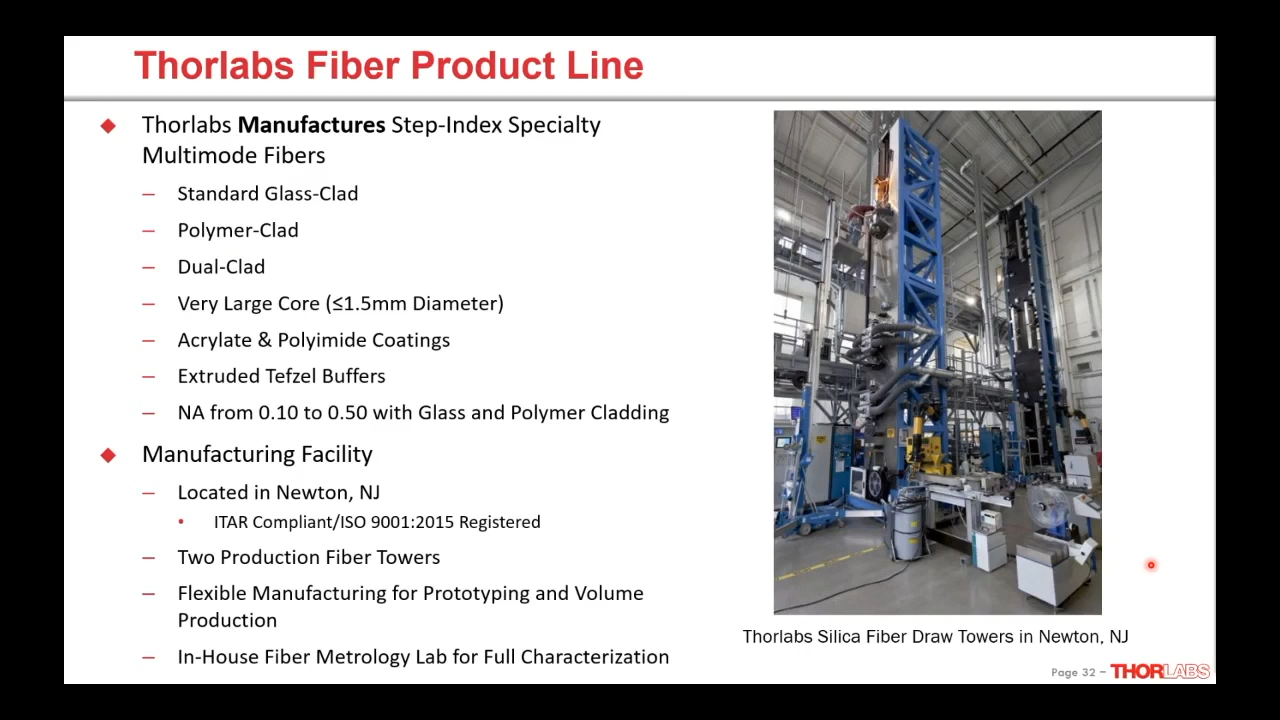 Thorlabs Fiber Product Line
Thorlabs Manufactures Step-Index Specialty
Multimode Fibers
– Standard Glass-Clad
– Polymer-Clad
– Dual-Clad
– Very Large Core (≤1.5mm Diameter)
– Acrylate & Polyimide Coatings
– Extruded Tefzel Buffers
– NA from 0.10 to 0.50 with Glass and Polymer Cladding
Manufacturing Facility
– Located in Newton, NJ
• ITAR Compliant/ISO 9001:2015 Registered
– Two Production Fiber Towers
– Flexible Manufacturing for Prototyping and Volume
Production
– In-House Fiber Metrology Lab for Full Characterization
Thorlabs Silica Fiber Draw Towers in Newton, NJ
Page 32 – THORLABS